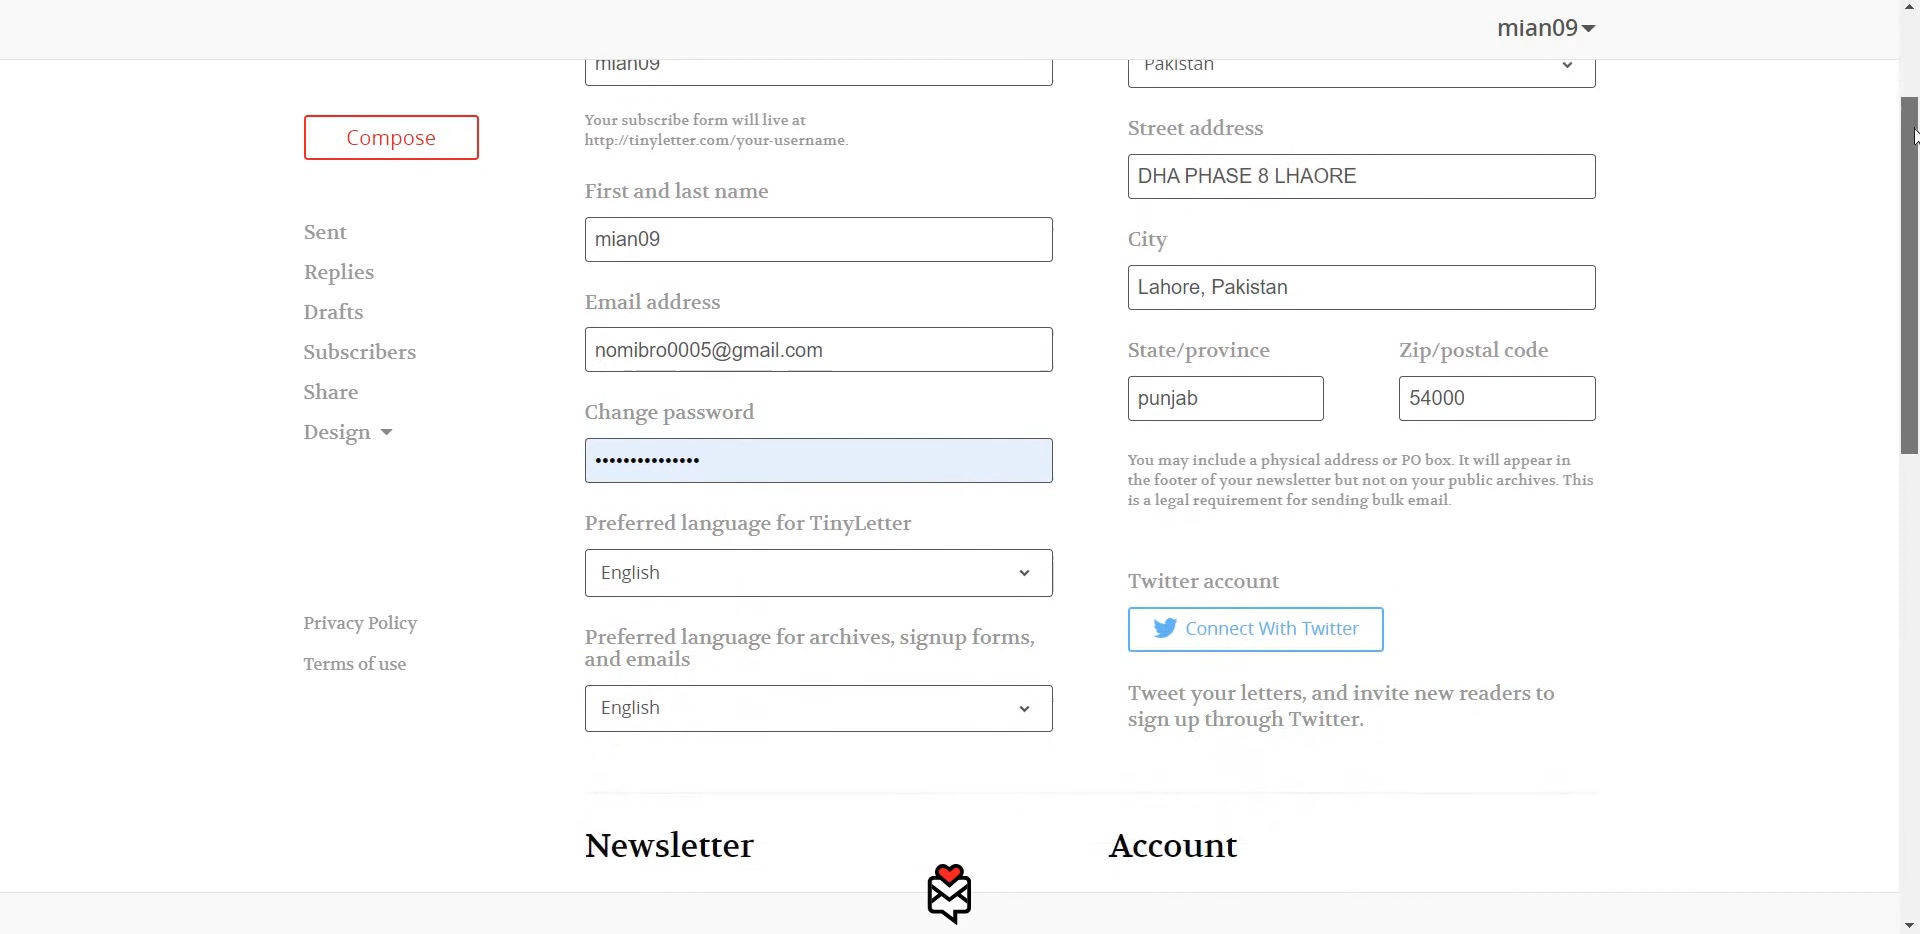 mian09
mian09
Pakistan
Compose
Your subscribe form will live at
http://tinyletter.com/your-username.
Street address
DHA PHASE 8 LHAORE
First and last name
mian09
Sent
Replies
Drafts
Subscribers
Share
Design
City
Lahore, Pakistan
Email address
nomibro0005@gmail.com
State/province
Zip/postal code
punjab
54000
Change password
•••••••••••••••
You may include a physical address or PO box. It will appear in
the footer of your newsletter but not on your public archives. This
is a legal requirement for sending bulk email.
Preferred language for TinyLetter
English
Twitter account
Connect With Twitter
Privacy Policy
Terms of use
Preferred language for archives, signup forms,
and emails
English
Tweet your letters, and invite new readers to
sign up through Twitter.
Newsletter
Account